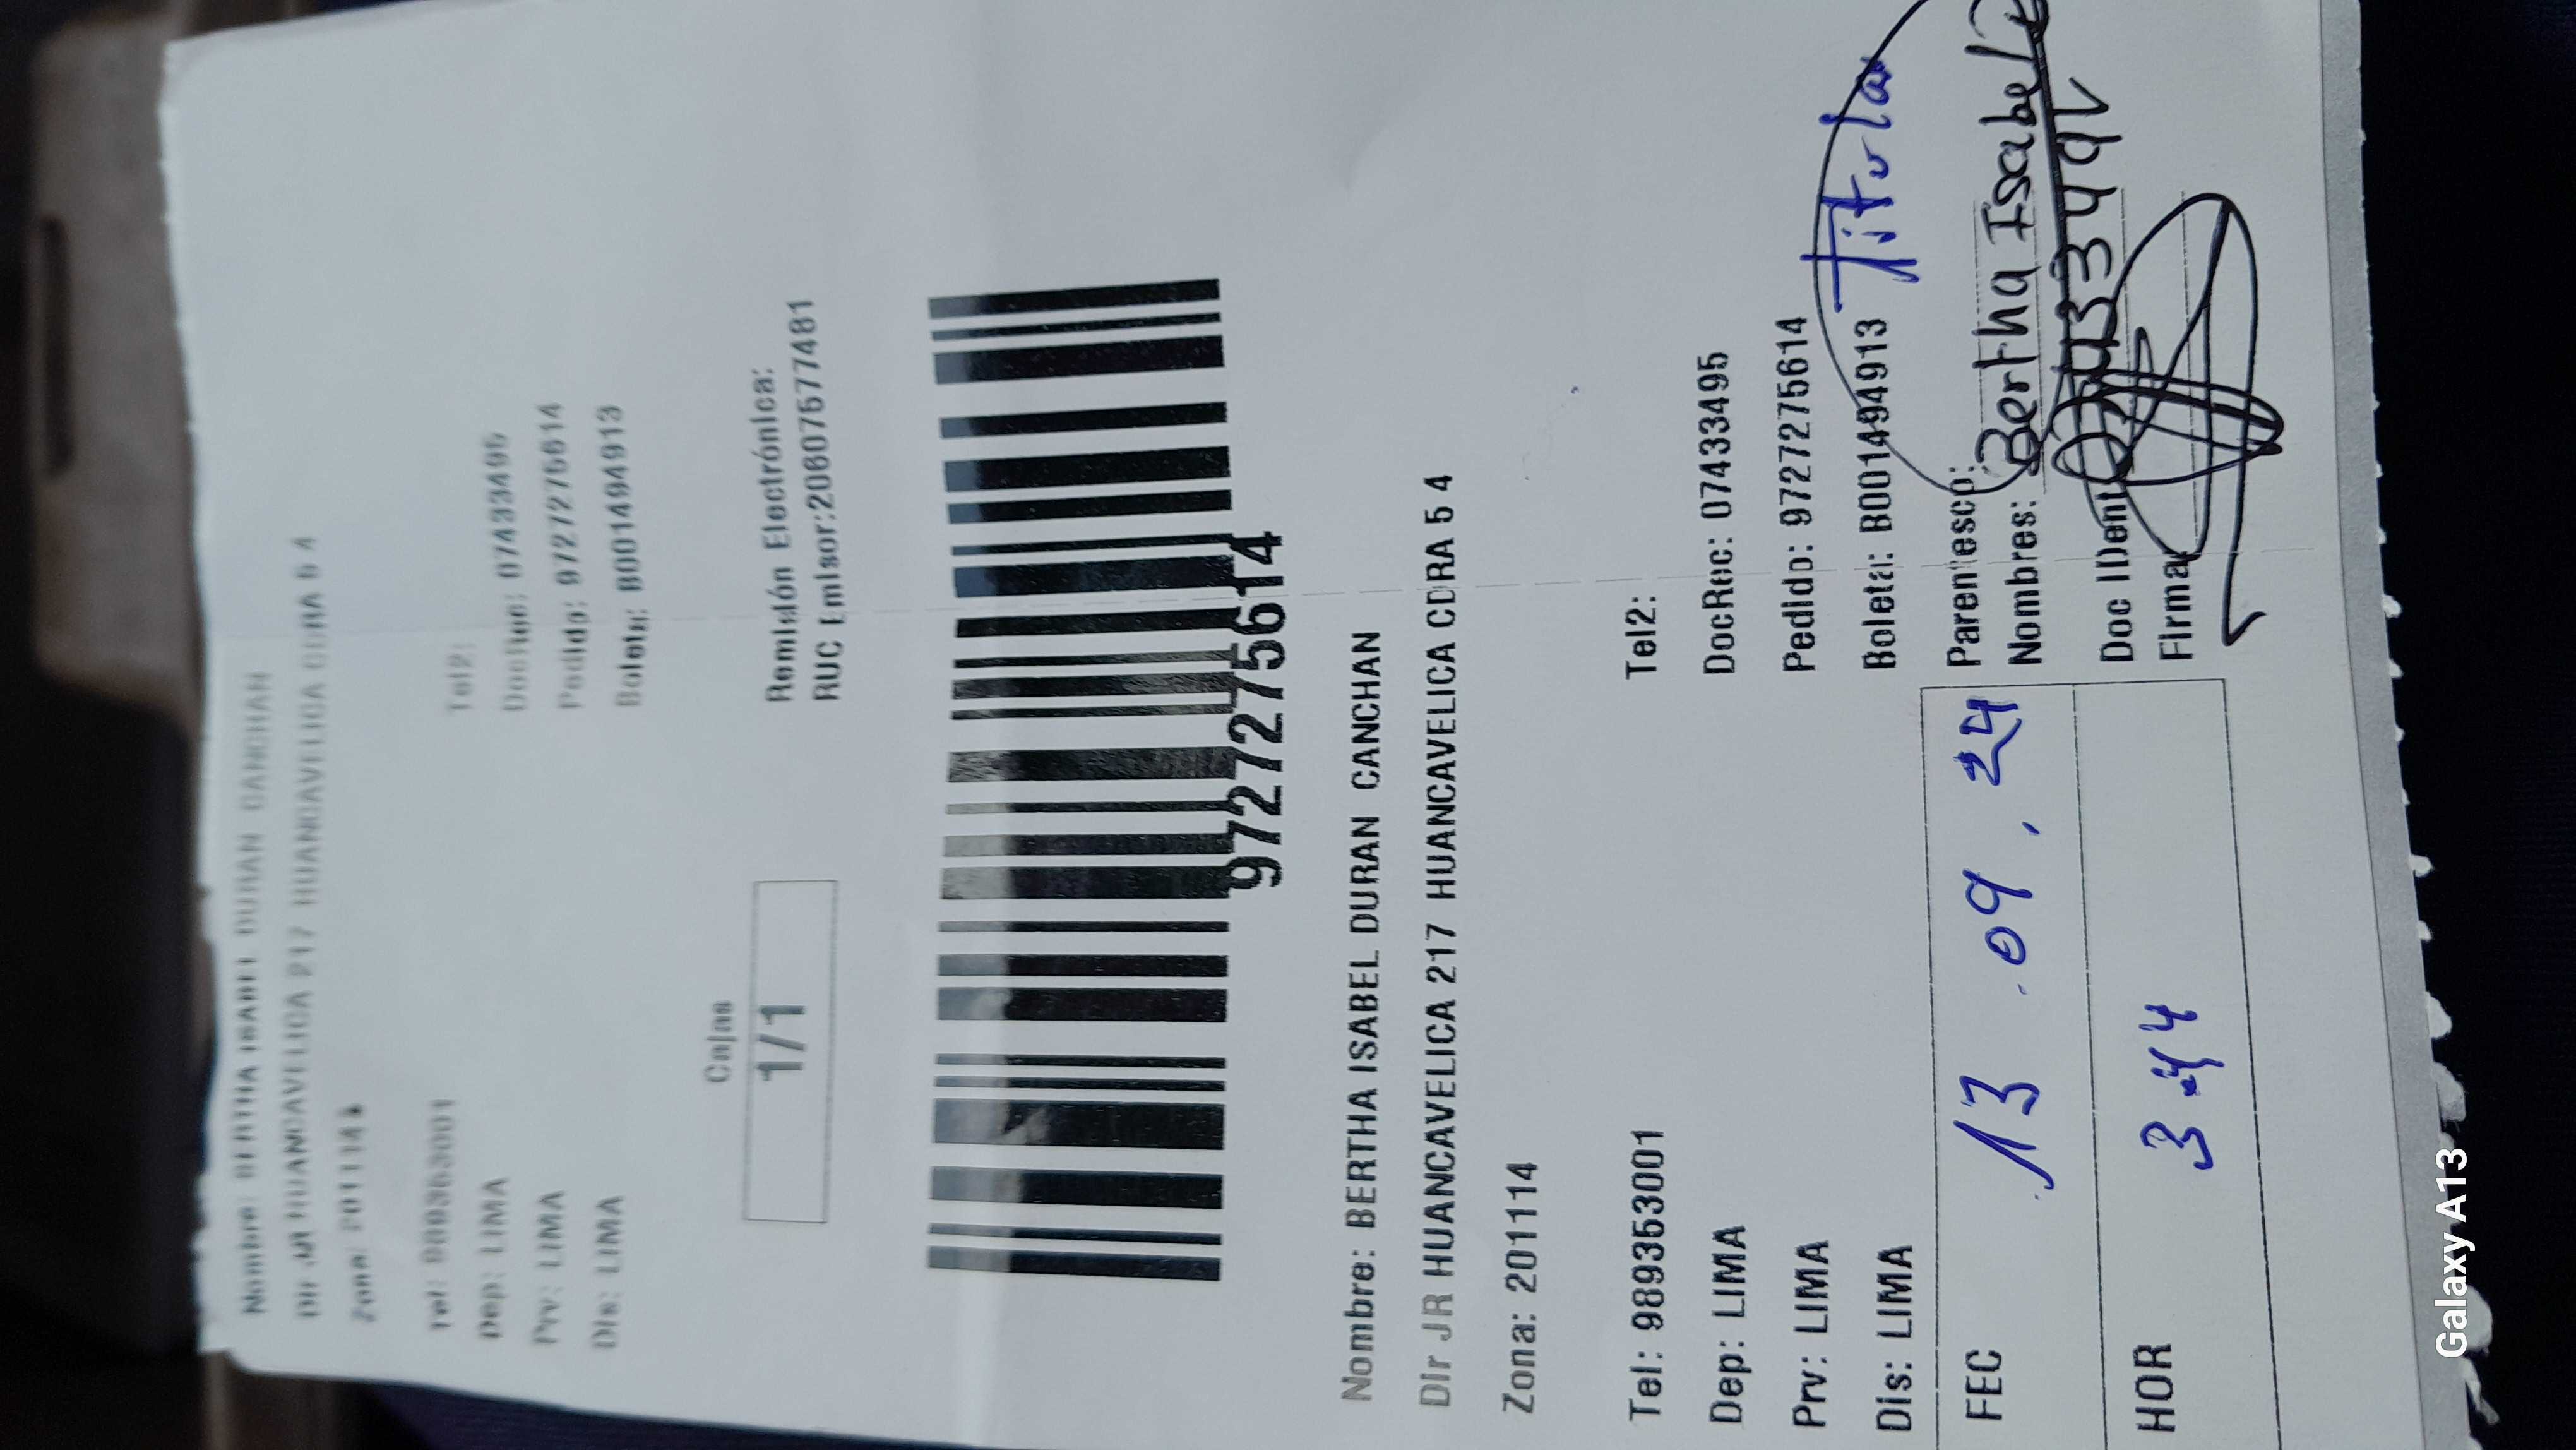 Nombre: BERTHA ISABEL DURAN CANCHAN
Dir JR HUANCAVELICA 217 HUANCAVELICA CDRA 5 4
Zona: 201114
Tel: 989353001
Tel2:
Dep: LIMA
DocRec: 07433495
Prv: LIMA
Pedido: 972727275614
Dis: LIMA
Boleta: B001494913
Cajas
1/1
Remisión Electrónica:
RUC Emisor:20607577481
972727275614
Nombre: BERTHA ISABEL DURAN CANCHAN
Dir JR HUANCAVELICA 217 HUANCAVELICA CDRA 5 4
Zona: 201114
Tel: 989353001
Tel2:
Dep: LIMA
DocRec: 07433495
Prv: LIMA
Pedido: 972727275614
Dis: LIMA
Boleta: B001494913
Titular
FEC
13.09.24
Parentesco:
Nombres: Bertha Isabel
HOR
3:44
Doc IDent
Firma
Galaxy A13